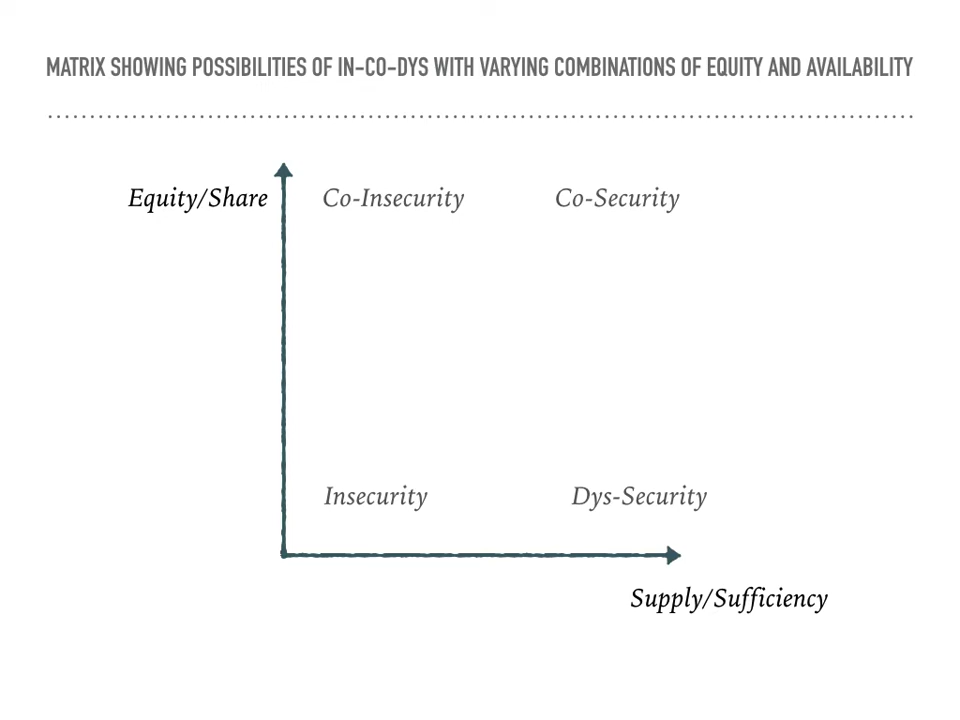 MATRIX SHOWING POSSIBILITIES OF IN-CO-DYS WITH VARYING COMBINATIONS OF EQUITY AND AVAILABILITY
Equity/Share
Co-Insecurity
Co-Security
Insecurity
Dys-Security
Supply/Sufficiency